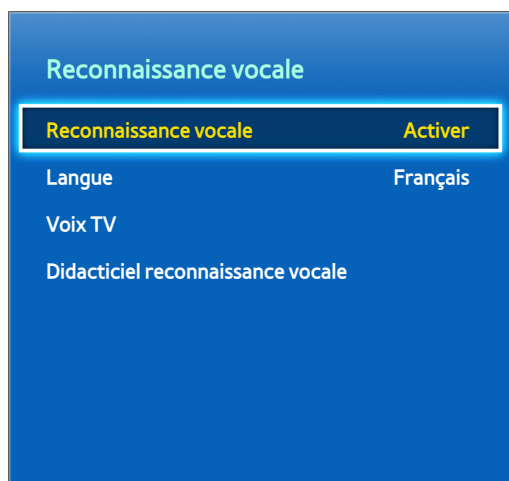 Reconnaissance vocale
Reconnaissance vocale Activer
Langue Français
Voix TV
Didacticiel reconnaissance vocale